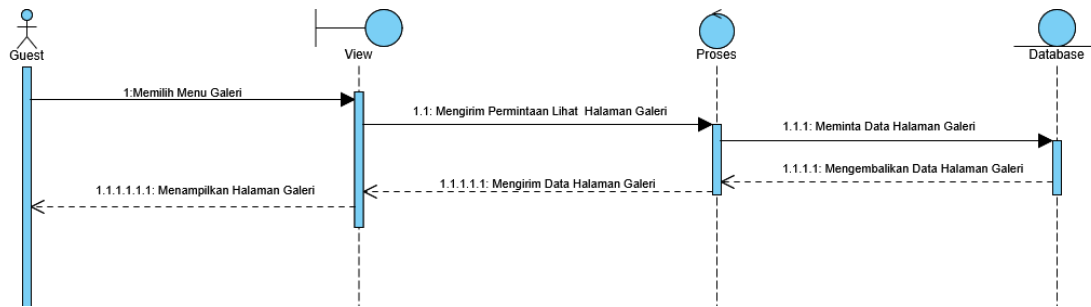 Guest
View
Proses
Database
1:Memilih Menu Galeri
1.1: Mengirim Permintaan Lihat Halaman Galeri
1.1.1: Meminta Data Halaman Galeri
1.1.1.1: Mengembalikan Data Halaman Galeri
1.1.1.1.1: Mengirim Data Halaman Galeri
1.1.1.1.1.1: Menampilkan Halaman Galeri